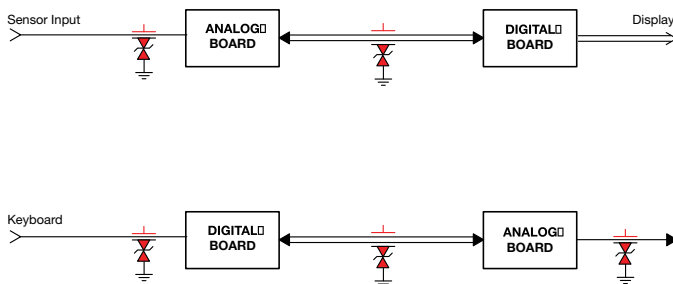 Sensor Input
ANALOG▯
BOARD
DIGITAL▯
BOARD
Display
Keyboard
DIGITAL▯
BOARD
ANALOG▯
BOARD